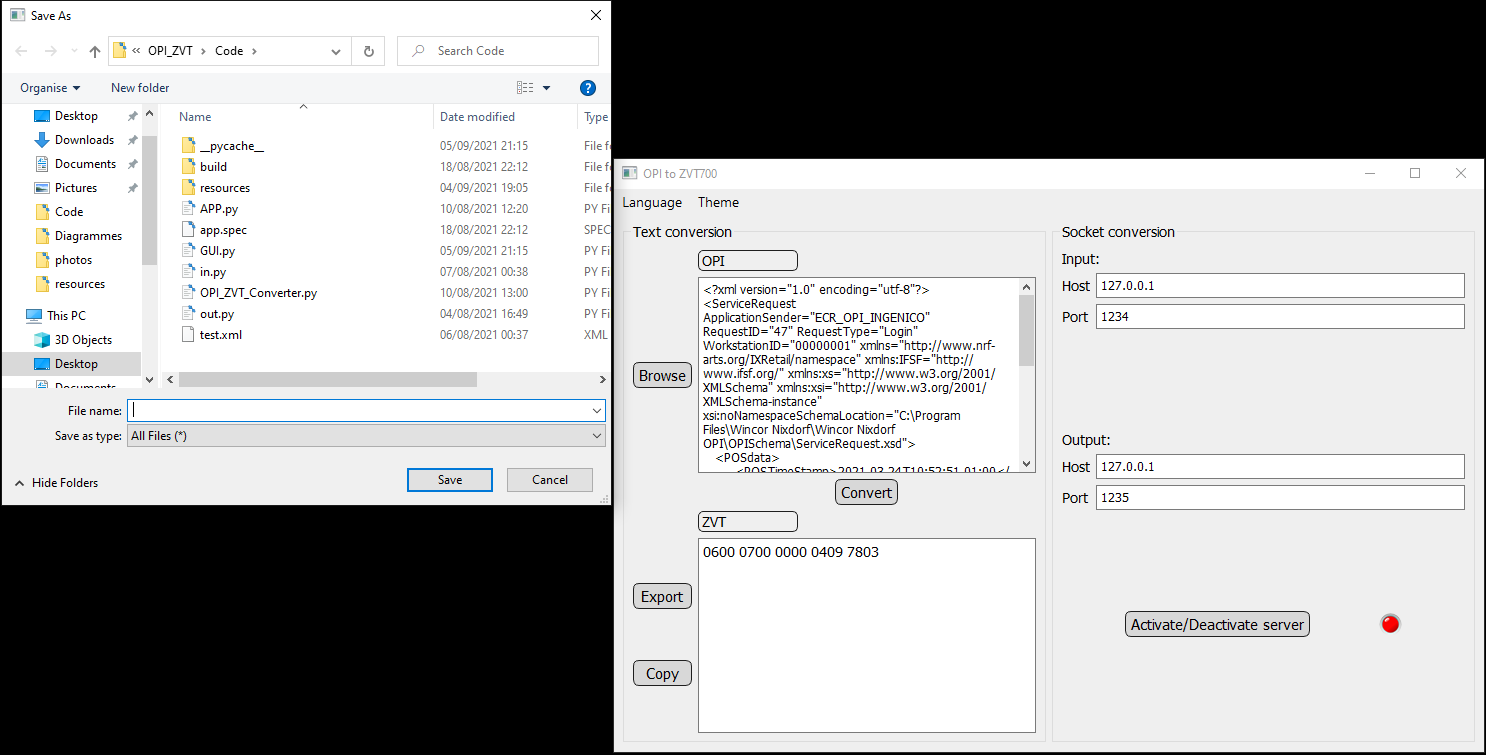 Save As
« OPI_ZVT › Code ›
Search Code
Organise
New folder
?
Desktop
Downloads
Documents
Pictures
Code
Diagrammes
photos
resources
This PC
3D Objects
Desktop
Documents
Name Date modified Type
__pycache__ 05/09/2021 21:15 File f
build 18/08/2021 22:12 File f
resources 04/09/2021 19:05 File f
APP.py 10/08/2021 12:20 PY Fi
app.spec 18/08/2021 22:12 SPEC
GUI.py 05/09/2021 21:15 PY Fi
in.py 07/08/2021 00:38 PY Fi
OPI_ZVT_Converter.py 10/08/2021 13:00 PY Fi
out.py 04/08/2021 16:49 PY Fi
test.xml 06/08/2021 00:37 XML
File name:
Save as type: All Files (*)
Hide Folders
Save
Cancel
OPI to ZVT700
Language Theme
Text conversion
OPI
<?xml version="1.0" encoding="utf-8"?>
<ServiceRequest
ApplicationSender="ECR_OPI_INGENICO"
RequestID="47" RequestType="Login"
WorkstationID="00000001" xmlns="http://www.nrf-
arts.org/IXRetail/namespace" xmlns:IFSF="http://
www.ifsf.org/" xmlns:xs="http://www.w3.org/2001/
XMLSchema" xmlns:xsi="http://www.w3.org/2001/
XMLSchema-instance"
xsi:noNamespaceSchemaLocation="C:\Program
Files\Wincor Nixdorf\Wincor Nixdorf
OPI\OPISchema\ServiceRequest.xsd">
<POSdata>
<POSTimeStamp>2021-03-24T10:52:51-01:00</
Browse
Convert
ZVT
0600 0700 0000 0409 7803
Export
Copy
Socket conversion
Input:
Host 127.0.0.1
Port 1234
Output:
Host 127.0.0.1
Port 1235
Activate/Deactivate server